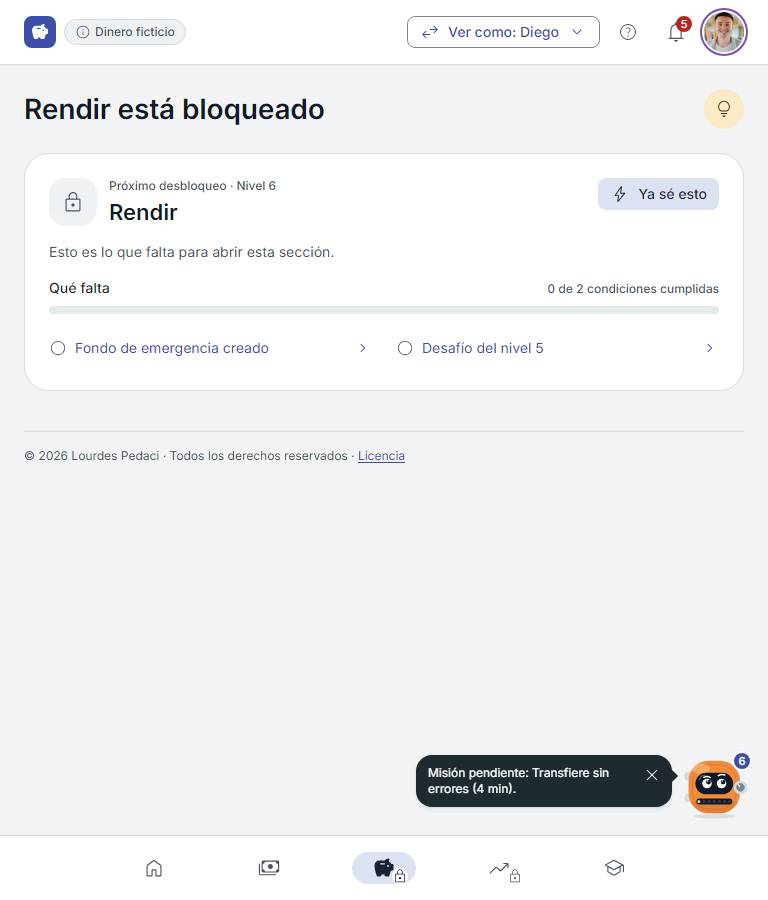 Dinero ficticio
Ver como: Diego
5
Rendir está bloqueado
Próximo desbloqueo · Nivel 6
Rendir
Ya sé esto
Esto es lo que falta para abrir esta sección.
Qué falta
0 de 2 condiciones cumplidas
Fondo de emergencia creado
Desafío del nivel 5
© 2026 Lourdes Pedaci · Todos los derechos reservados · Licencia
Misión pendiente: Transfiere sin
errores (4 min).
6